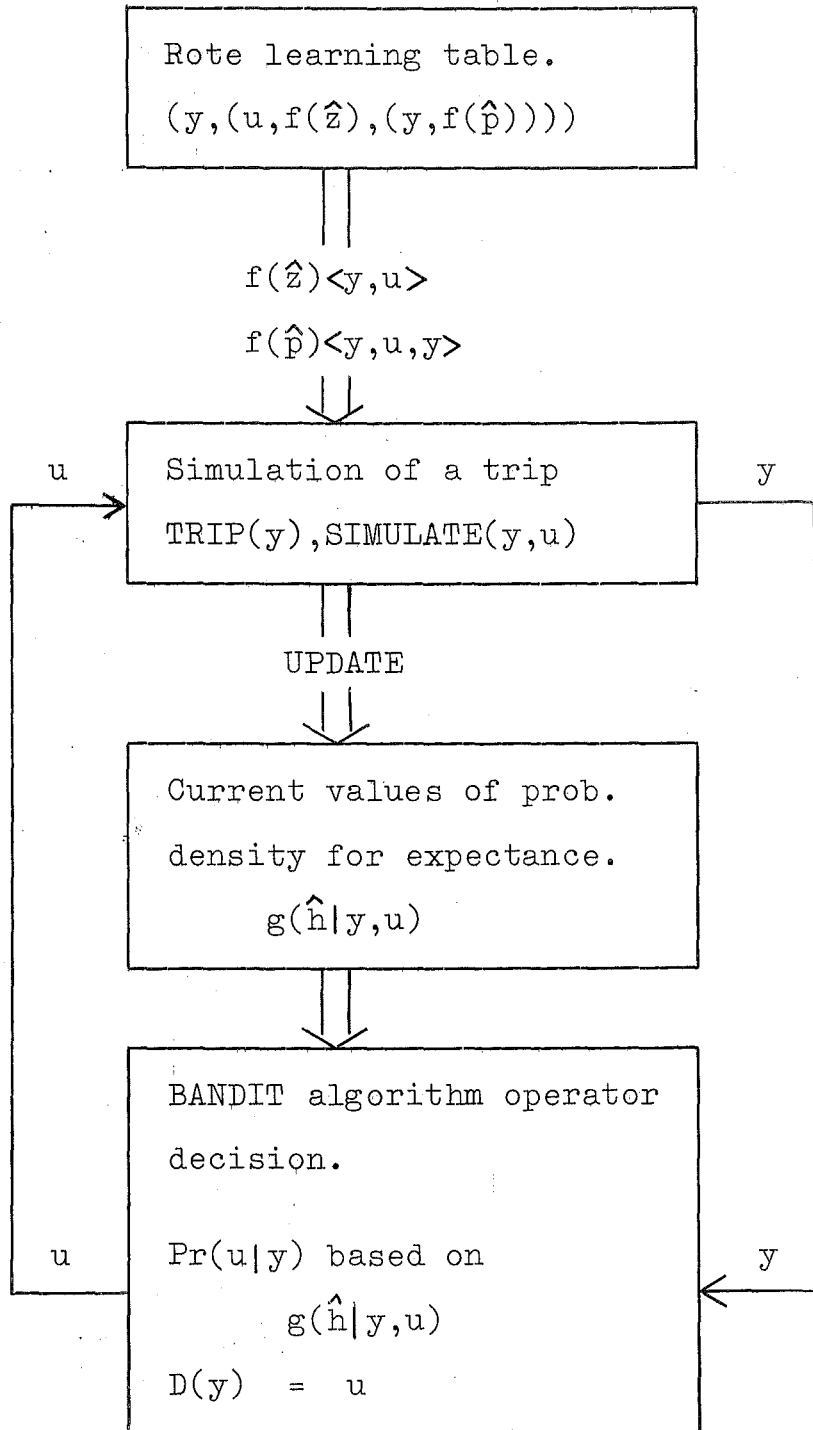 Rote learning table.
(y,(u,f(ẑ),(y,f(p̂))))
f(ẑ)<y,u>
f(p̂)<y,u,y>
u
Simulation of a trip
y
TRIP(y),SIMULATE(y,u)
UPDATE
Current values of prob.
density for expectance.
g(ĥ|y,u)
BANDIT algorithm operator
decision.
u
Pr(u|y) based on
y
g(ĥ|y,u)
D(y) = u